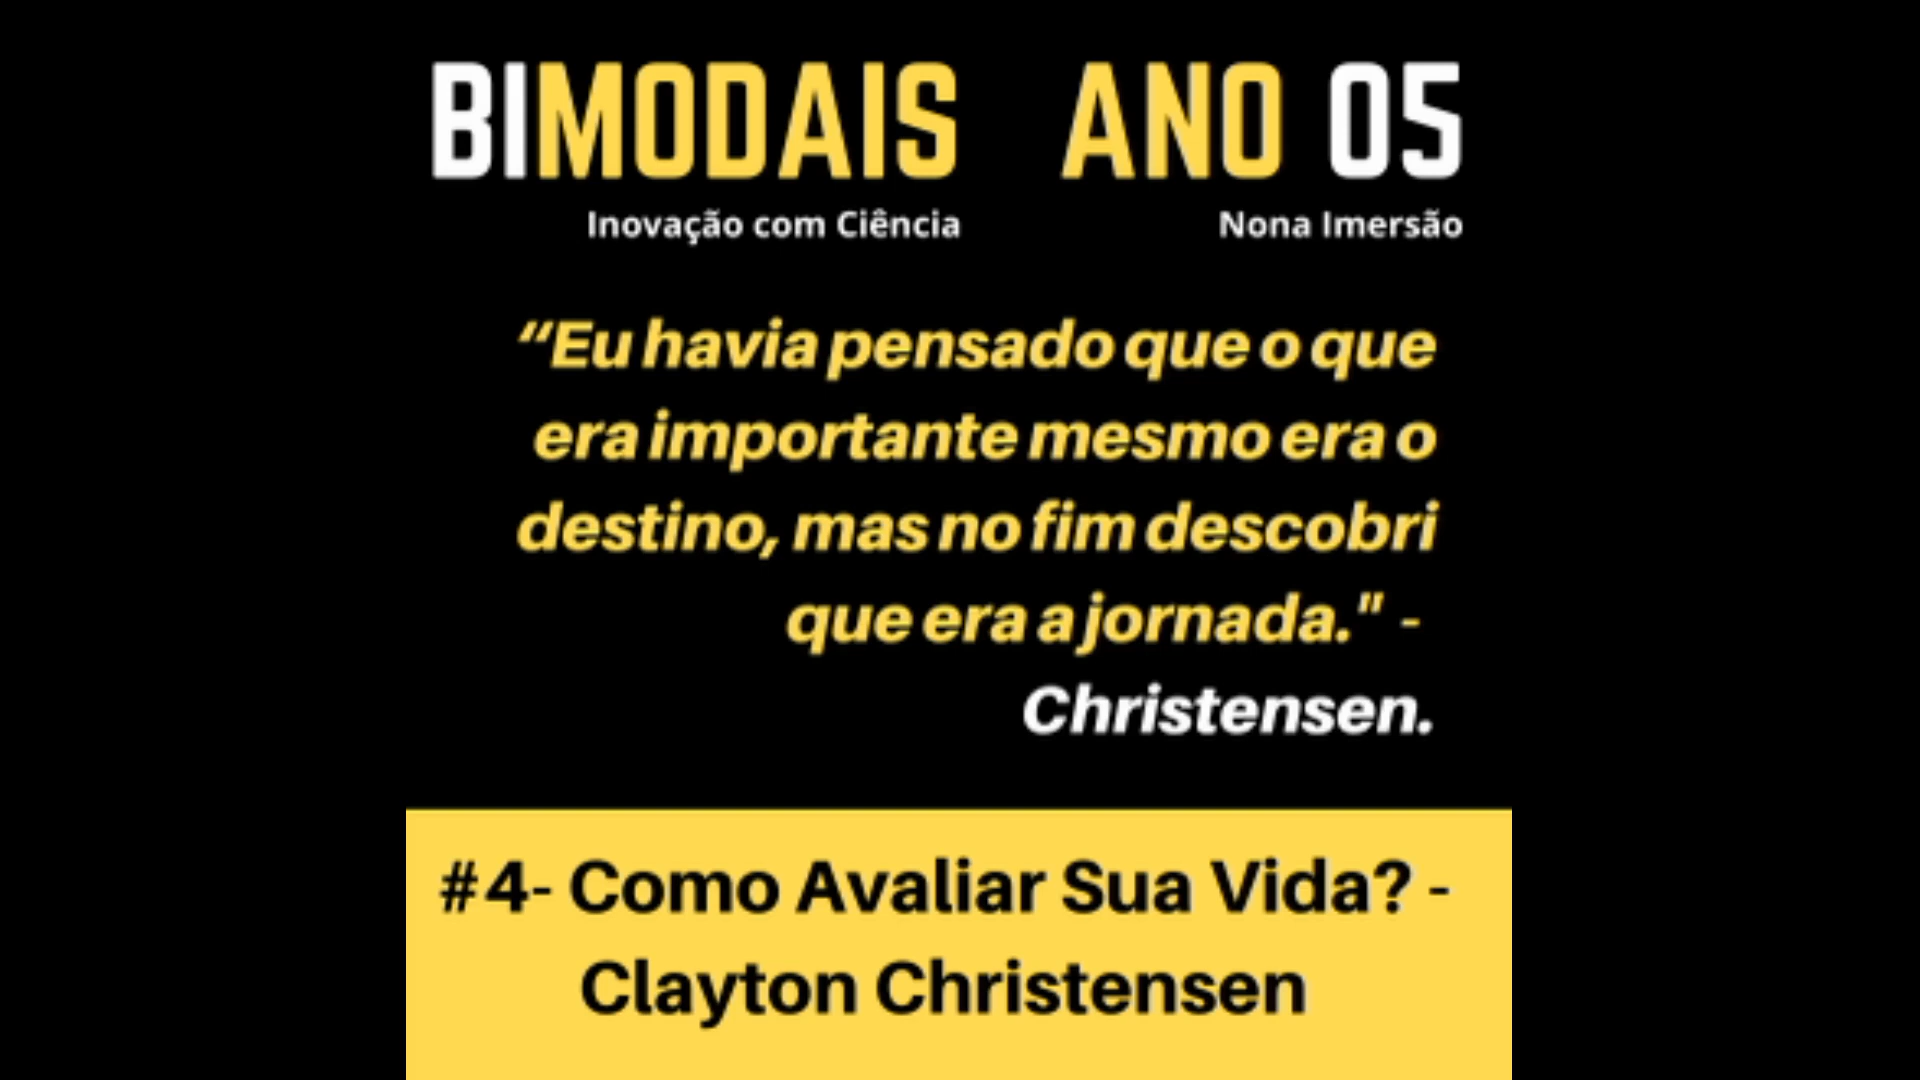 BIMODAIS ANO 05
Inovação com Ciência Nona Imersão
“Eu havia pensado que o que
era importante mesmo era o
destino, mas no fim descobri
que era a jornada." -
Christensen.
#4- Como Avaliar Sua Vida? -
Clayton Christensen